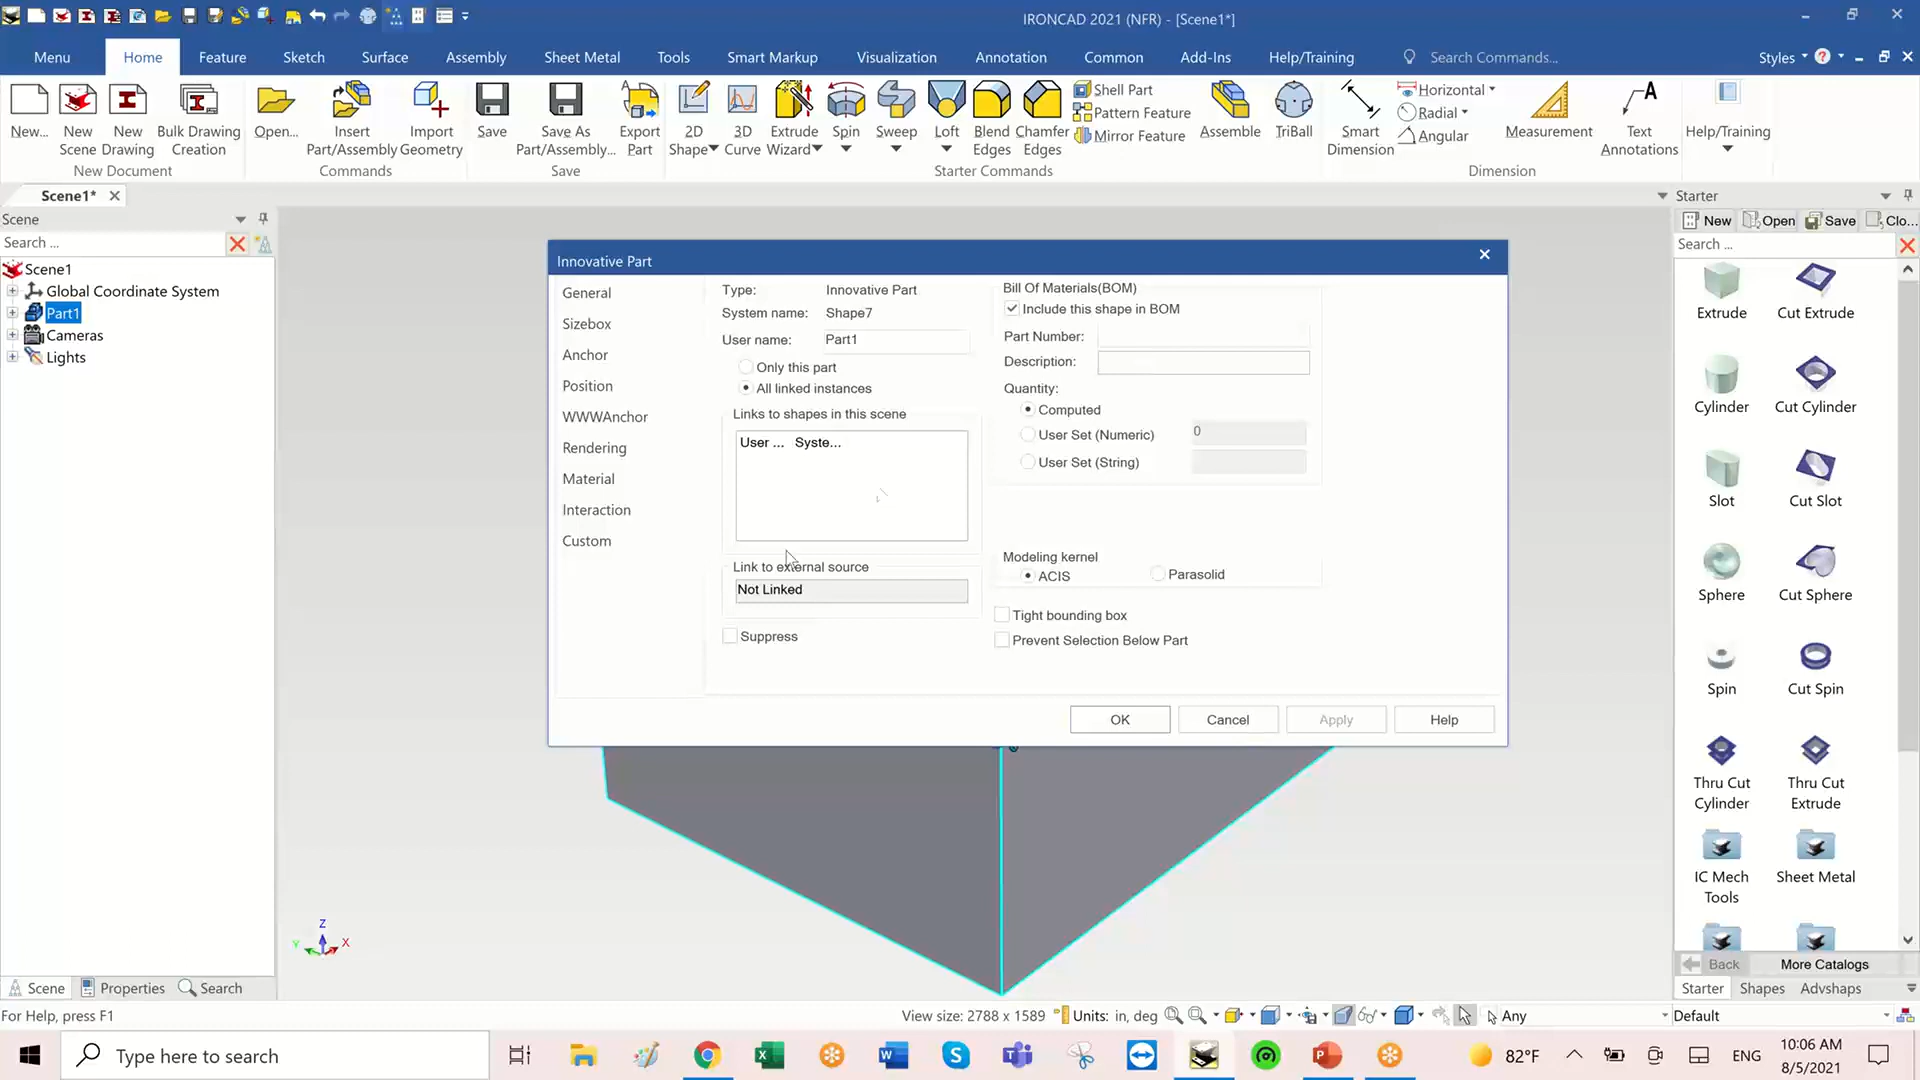 IRONCAD 2021 (NFR) - [Scene1*]
Menu Home Feature Sketch Surface Assembly Sheet Metal Tools Smart Markup Visualization Annotation Common Add-Ins Help/Training Search Commands... Styles
New... New Scene New Drawing Bulk Drawing Creation
New Document
Open... Insert Part/Assembly Import Geometry
Commands
Save Save As Part/Assembly... Export Part
Save
2D Shape 3D Curve Extrude Wizard Spin Sweep Loft Blend Edges Chamfer Edges
Shell Part
Pattern Feature
Mirror Feature
Assemble TriBall
Starter Commands
Smart Dimension
Horizontal
Radial
Angular
Measurement Text Annotations
Dimension
Help/Training
Scene1*
Scene
Search ...
Scene1
Global Coordinate System
Part1
Cameras
Lights
Innovative Part
General
Sizebox
Anchor
Position
WWWAnchor
Rendering
Material
Interaction
Custom
Type: Innovative Part
System name: Shape7
User name: Part1
Only this part
All linked instances
Links to shapes in this scene
User ... Syste...
Link to external source
Not Linked
Suppress
Bill Of Materials(BOM)
Include this shape in BOM
Part Number:
Description:
Quantity:
Computed
User Set (Numeric) 0
User Set (String)
Modeling kernel
ACIS Parasolid
Tight bounding box
Prevent Selection Below Part
OK Cancel Apply Help
Z
Y X
Starter
New Open Save Clo...
Search ...
Extrude Cut Extrude
Cylinder Cut Cylinder
Slot Cut Slot
Sphere Cut Sphere
Spin Cut Spin
Thru Cut Cylinder Thru Cut Extrude
IC Mech Tools Sheet Metal
Back More Catalogs
Starter Shapes Advshaps
Scene Properties Search
For Help, press F1
View size: 2788 x 1589 Units: in, deg Any Default
Type here to search
82°F ENG 10:06 AM
8/5/2021